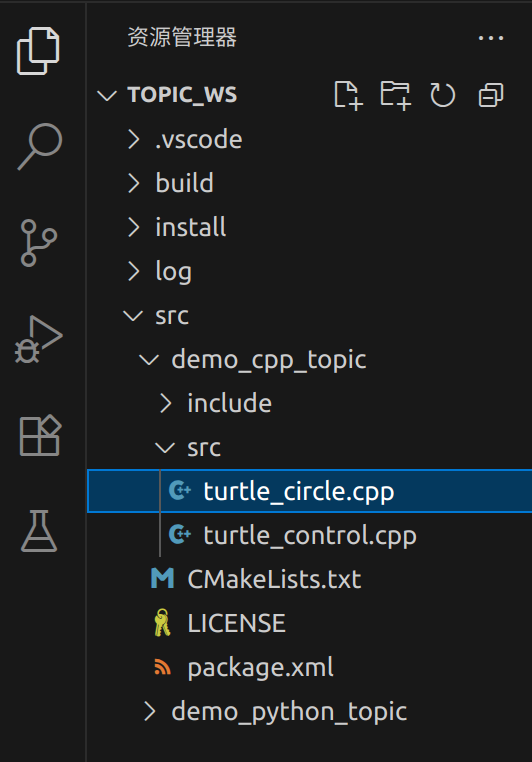 资源管理器
TOPIC_WS
.vscode
build
install
log
src
demo_cpp_topic
include
src
turtle_circle.cpp
turtle_control.cpp
CMakeLists.txt
LICENSE
package.xml
demo_python_topic